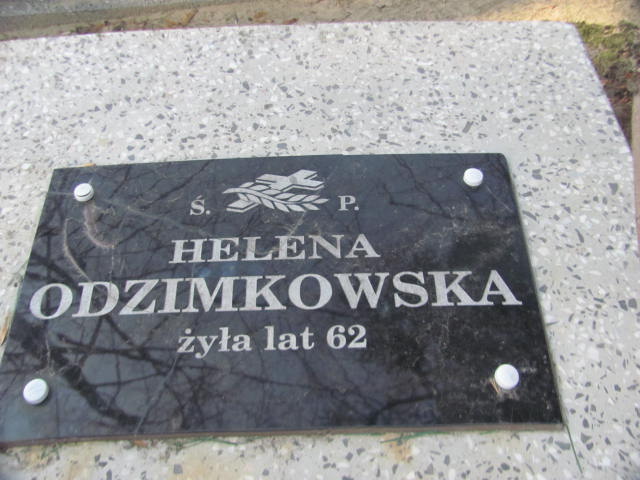 Ś. P.
HELENA
ODZIMKOWSKA
żyła lat 62